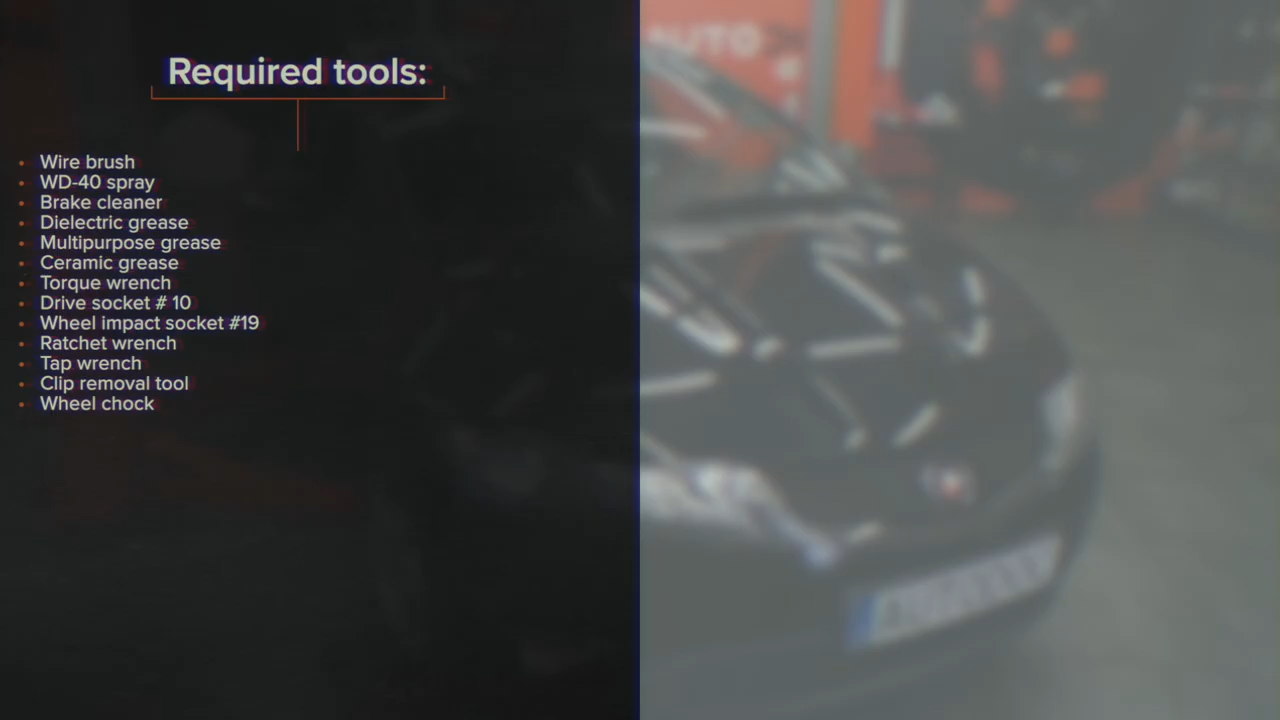 Required tools:
Wire brush
WD-40 spray
Brake cleaner
Dielectric grease
Multipurpose grease
Ceramic grease
Torque wrench
Drive socket # 10
Wheel impact socket #19
Ratchet wrench
Tap wrench
Clip removal tool
Wheel chock
AUTO